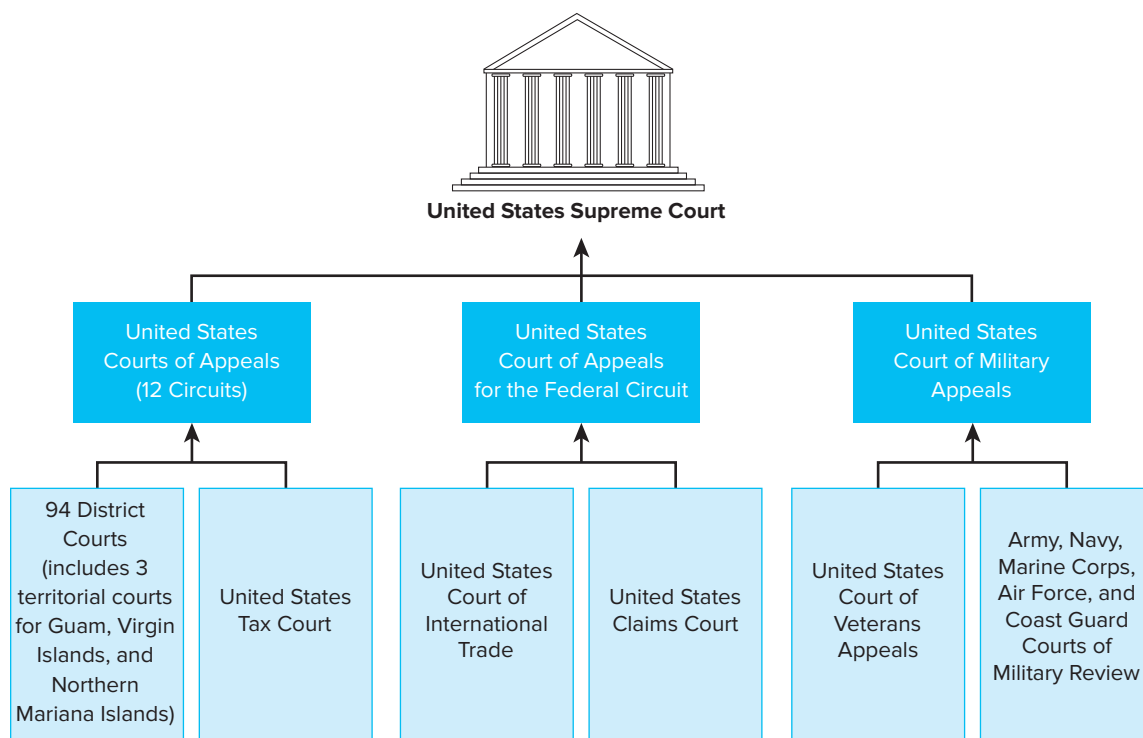 United States Supreme Court
United States
Courts of Appeals
(12 Circuits)
United States
Court of Appeals
for the Federal Circuit
United States
Court of Military
Appeals
94 District
Courts
(includes 3
territorial courts
for Guam, Virgin
Islands, and
Northern
Mariana Islands)
United States
Tax Court
United States
Court of
International
Trade
United States
Claims Court
United States
Court of
Veterans
Appeals
Army, Navy,
Marine Corps,
Air Force, and
Coast Guard
Courts of
Military Review